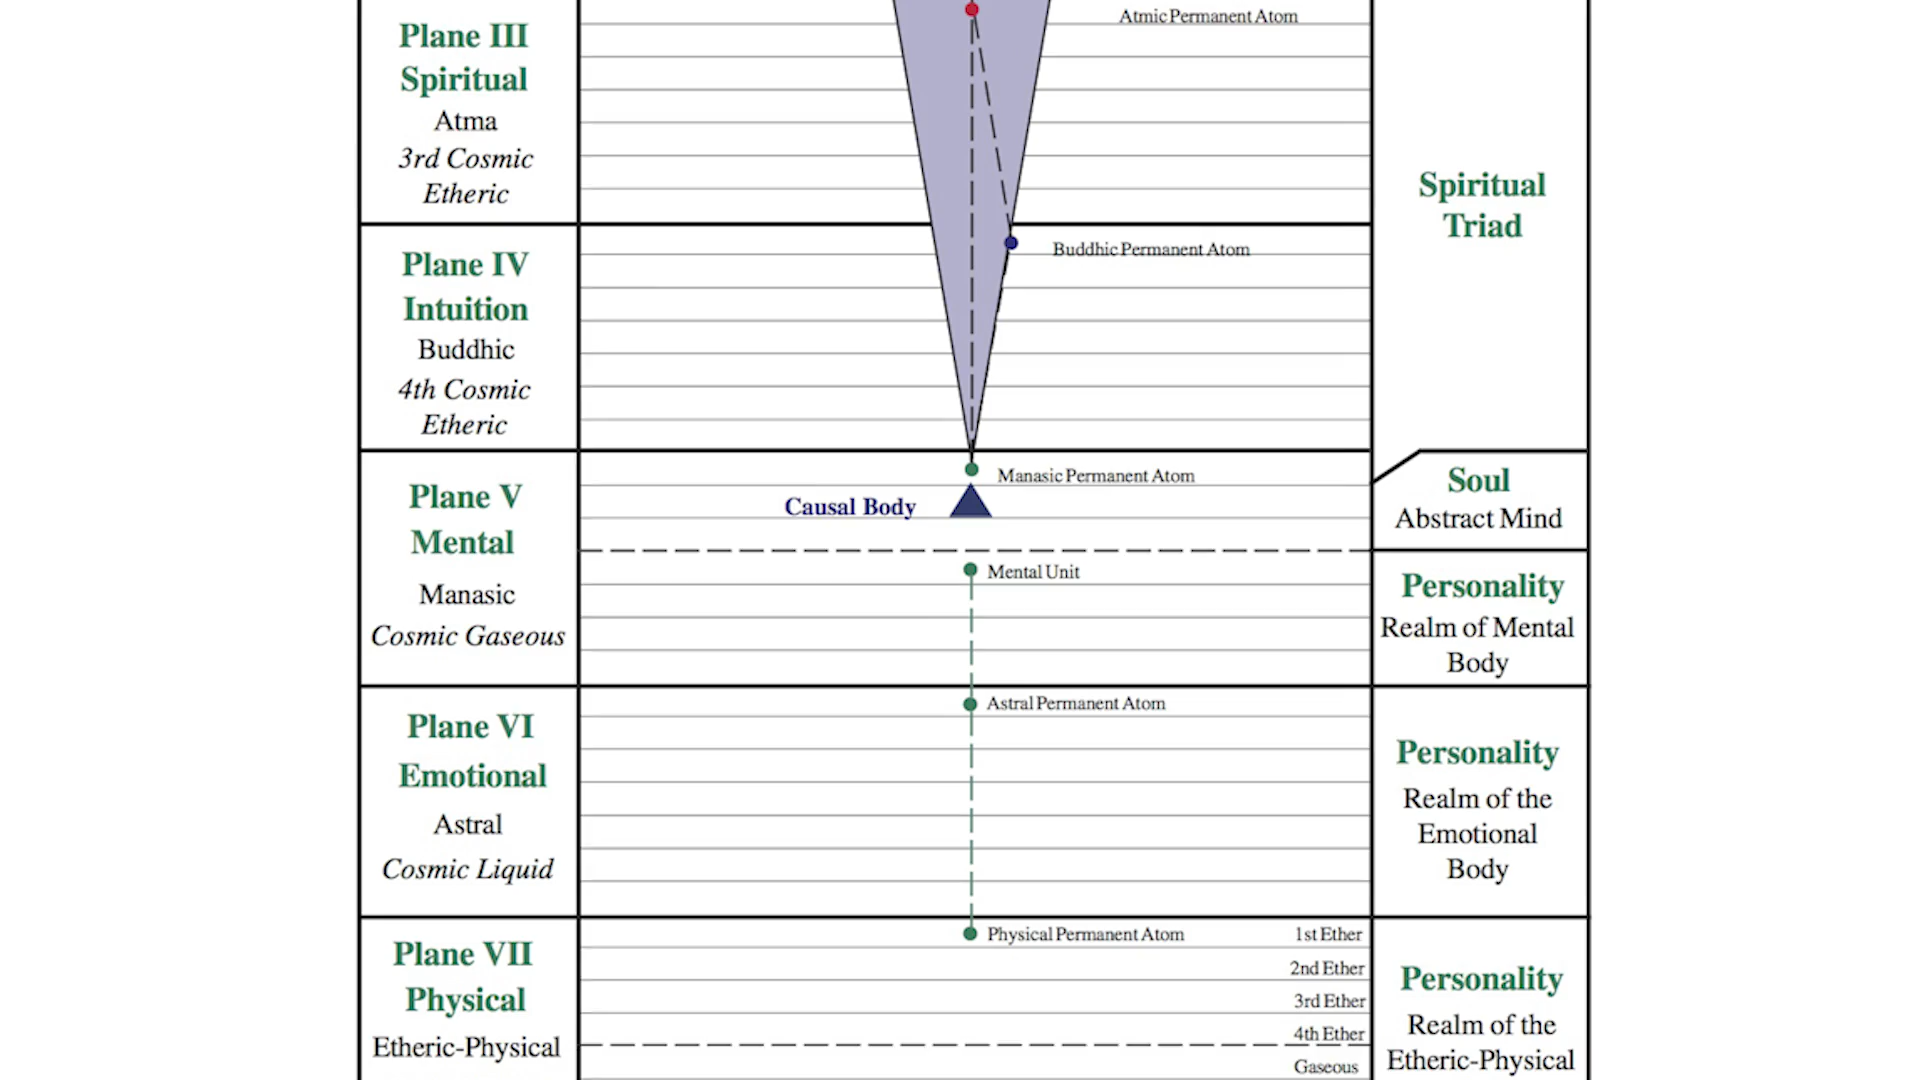 Plane III
Spiritual
Atma
3rd Cosmic
Etheric
Atmic Permanent Atom
Spiritual
Triad
Plane IV
Intuition
Buddhic
4th Cosmic
Etheric
Buddhic Permanent Atom
Plane V
Mental
Manasic
Cosmic Gaseous
Manasic Permanent Atom
Causal Body
Mental Unit
Soul
Abstract Mind
Personality
Realm of Mental
Body
Plane VI
Emotional
Astral
Cosmic Liquid
Astral Permanent Atom
Personality
Realm of the
Emotional
Body
Plane VII
Physical
Etheric-Physical
Physical Permanent Atom
1st Ether
2nd Ether
3rd Ether
4th Ether
Gaseous
Personality
Realm of the
Etheric-Physical